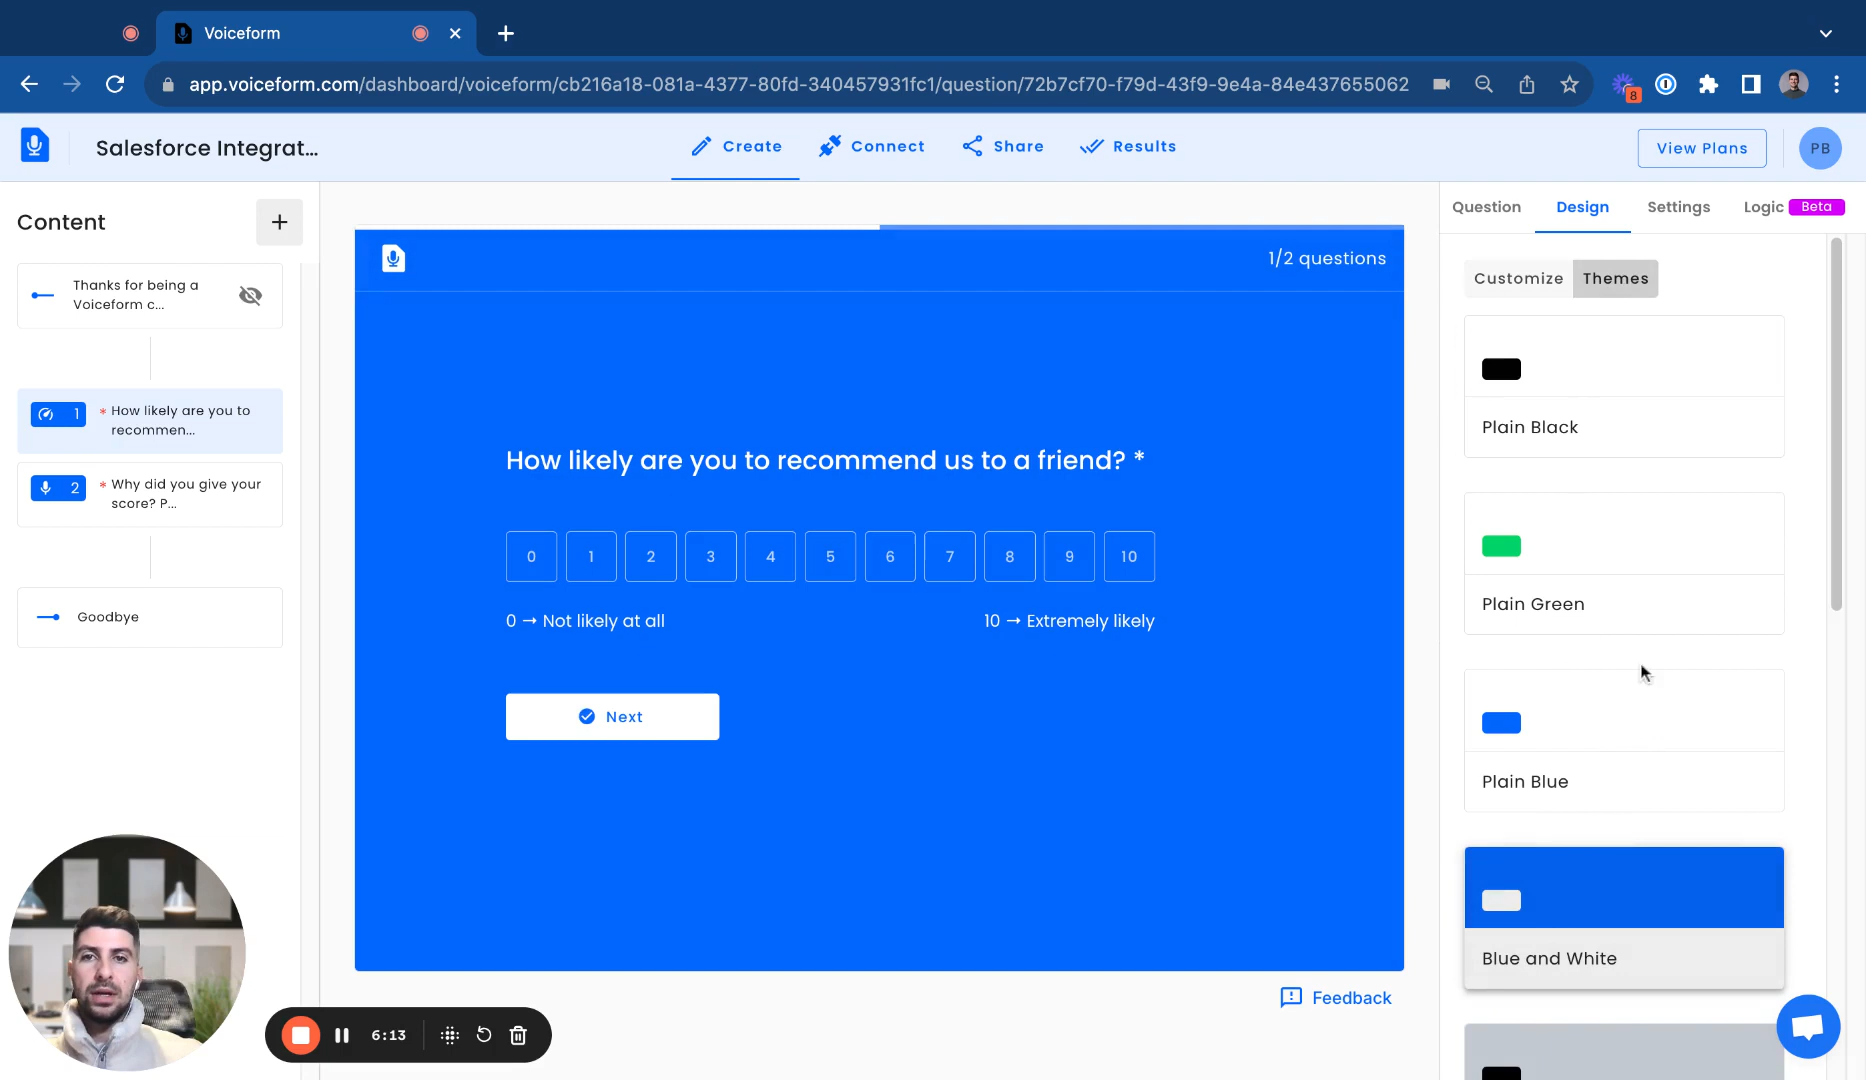 Voiceform
app.voiceform.com/dashboard/voiceform/cb216a18-081a-4377-80fd-340457931fc1/question/72b7cf70-f79d-43f9-9e4a-84e437655062
8
Salesforce Integrat...
Create
Connect
Share
Results
View Plans
PB
Content
Thanks for being a
Voiceform c...
1
* How likely are you to
recommen...
2
* Why did you give your
score? P...
Goodbye
1/2 questions
How likely are you to recommend us to a friend? *
0 1 2 3 4 5 6 7 8 9 10
0 → Not likely at all
10 → Extremely likely
Next
Feedback
6:13
Question
Design
Settings
Logic
Beta
Customize
Themes
Plain Black
Plain Green
Plain Blue
Blue and White